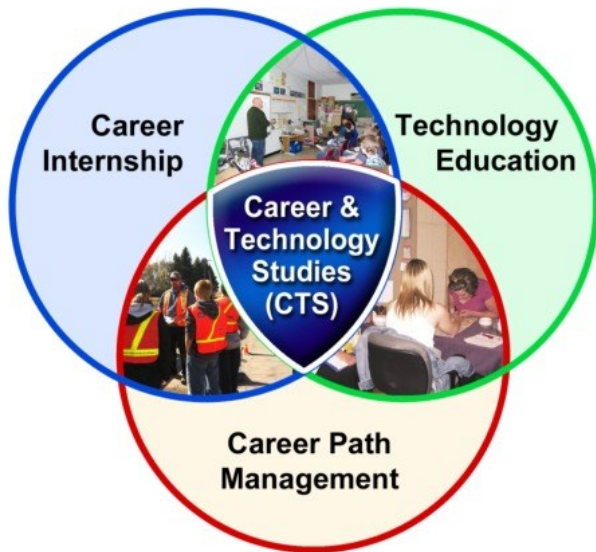 Career
Internship
Technology
Education
Career &
Technology
Studies
(CTS)
Career Path
Management